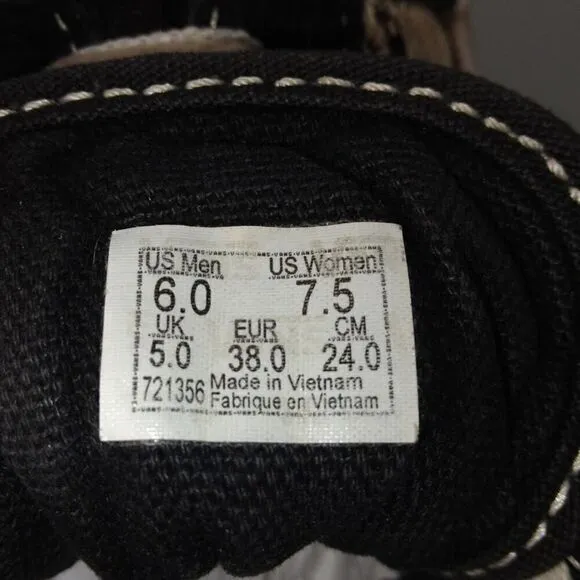 US Men US Women
6.0 7.5
UK EUR CM
5.0 38.0 24.0
721356 Made in Vietnam
Fabrique en Vietnam